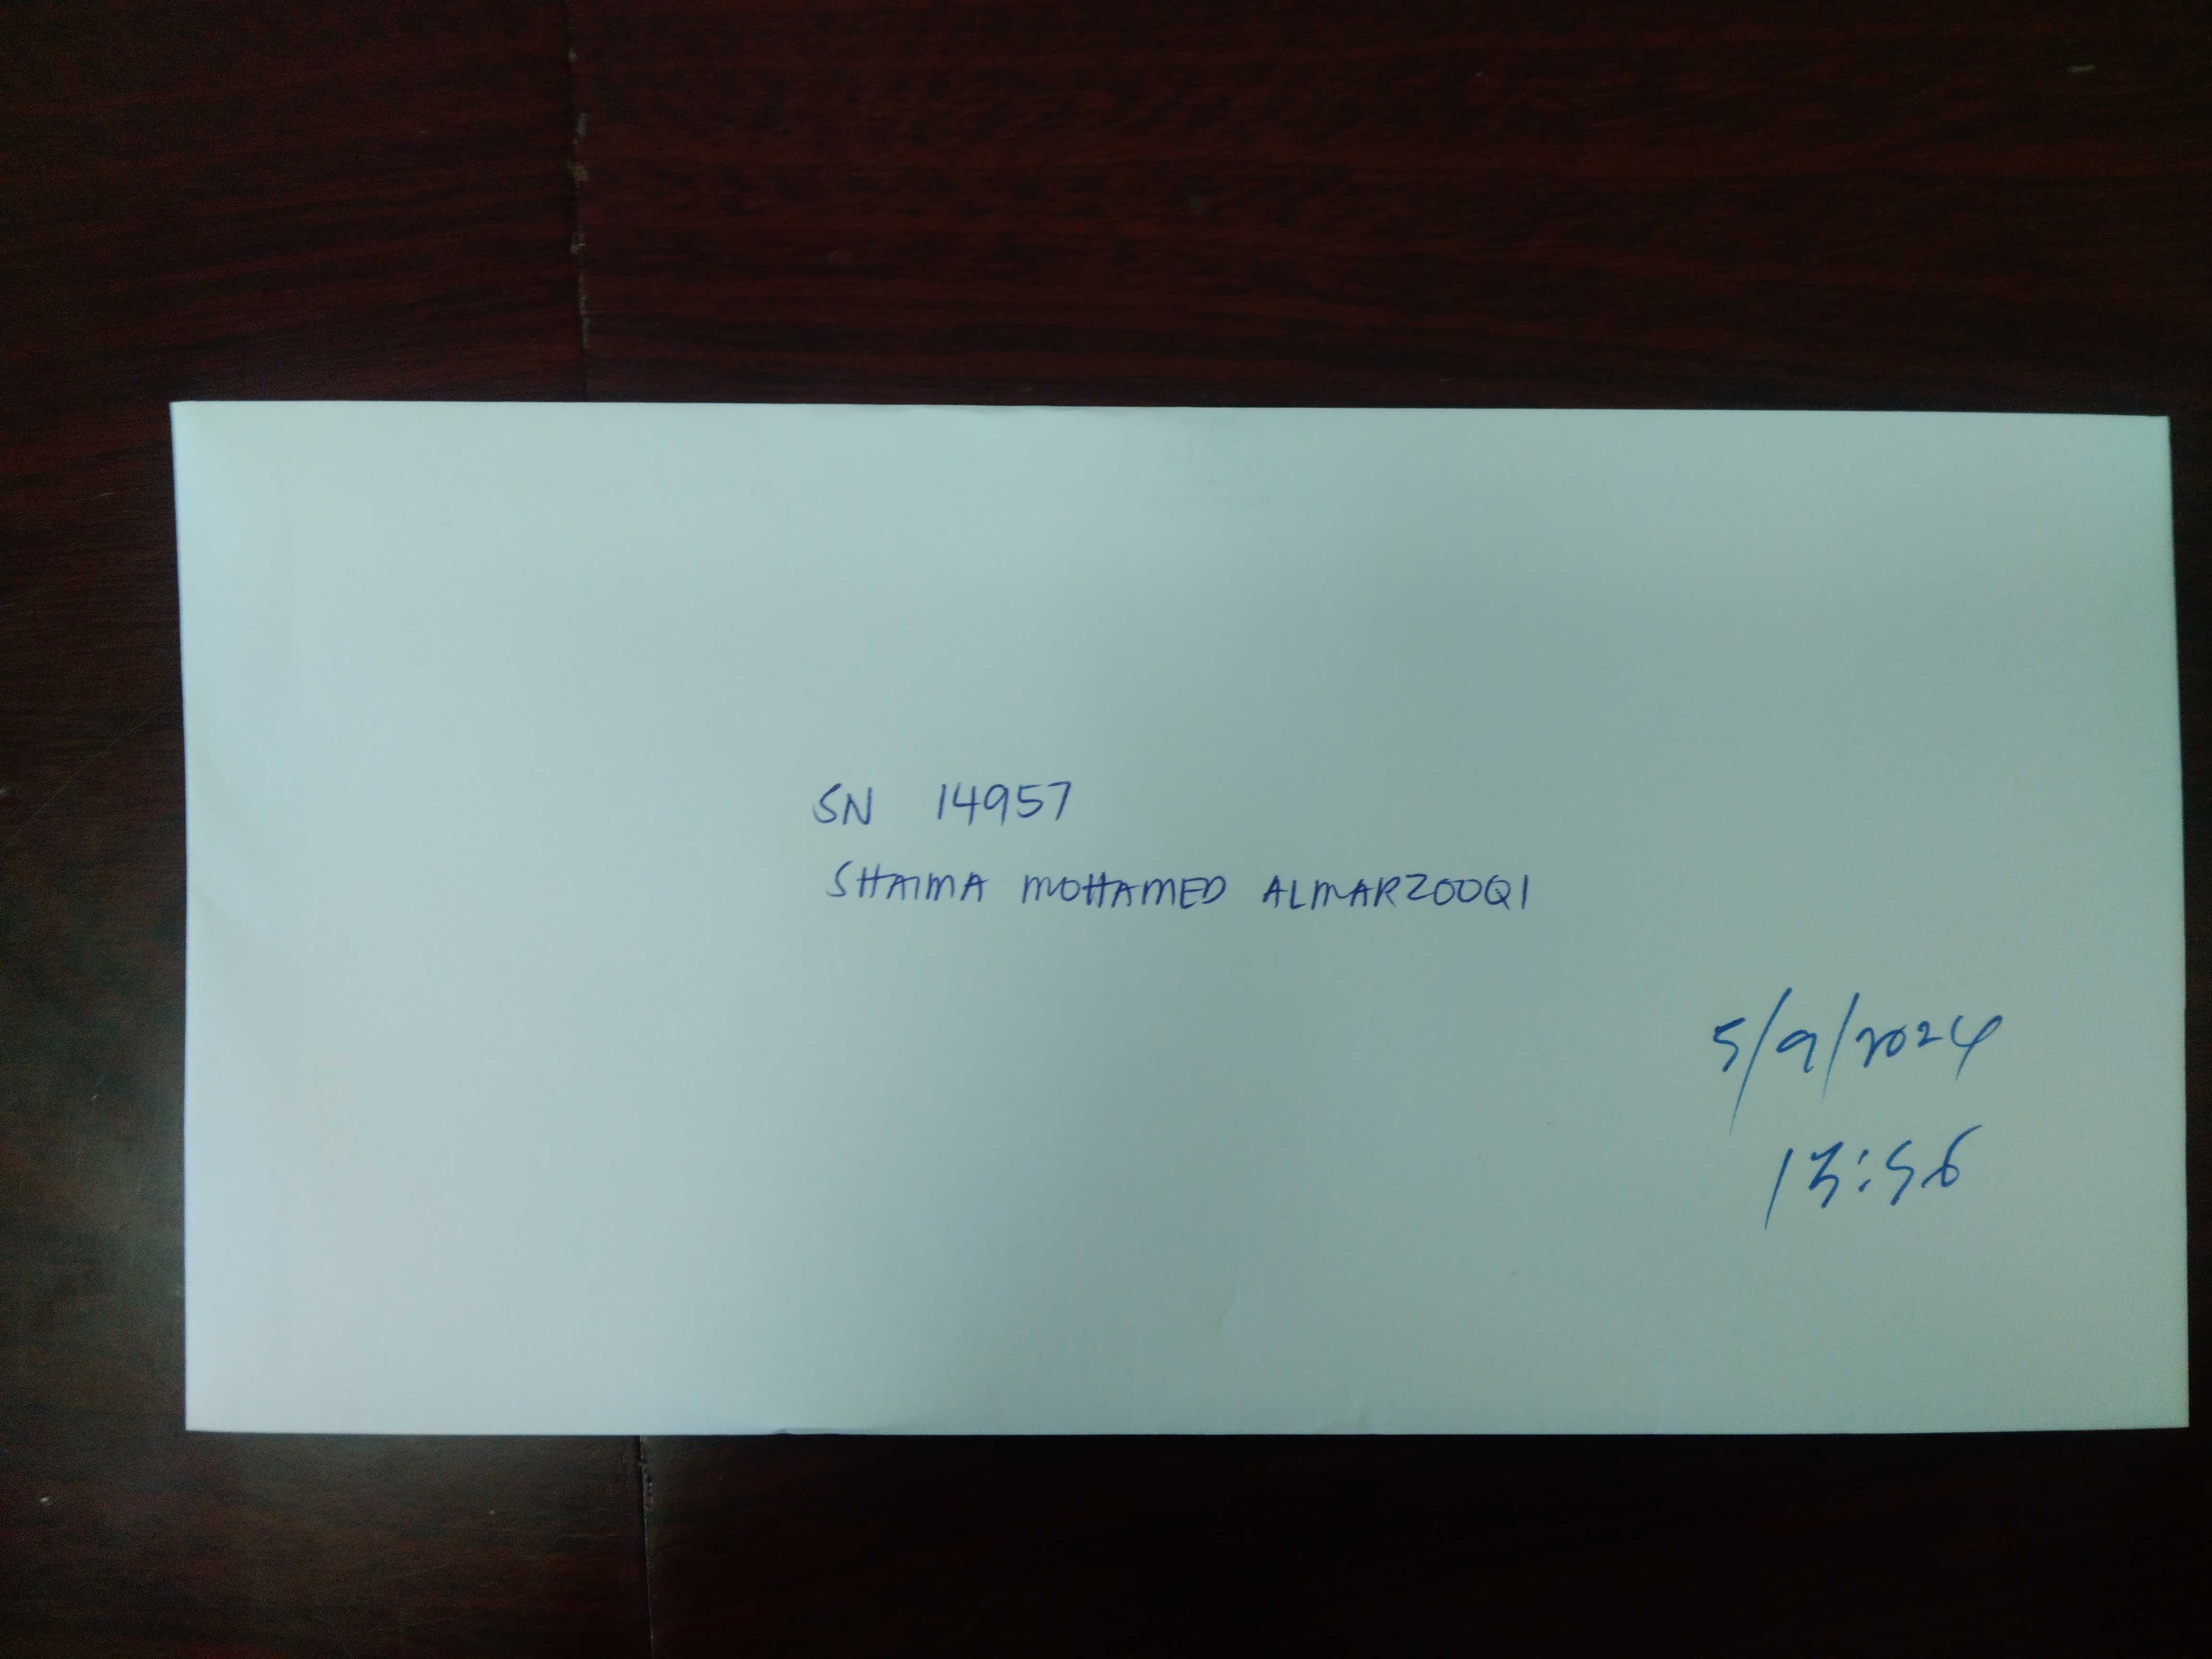 SN 14957
SHAIMA MOHAMED ALMARZOOQI
5/9/2024
13:56